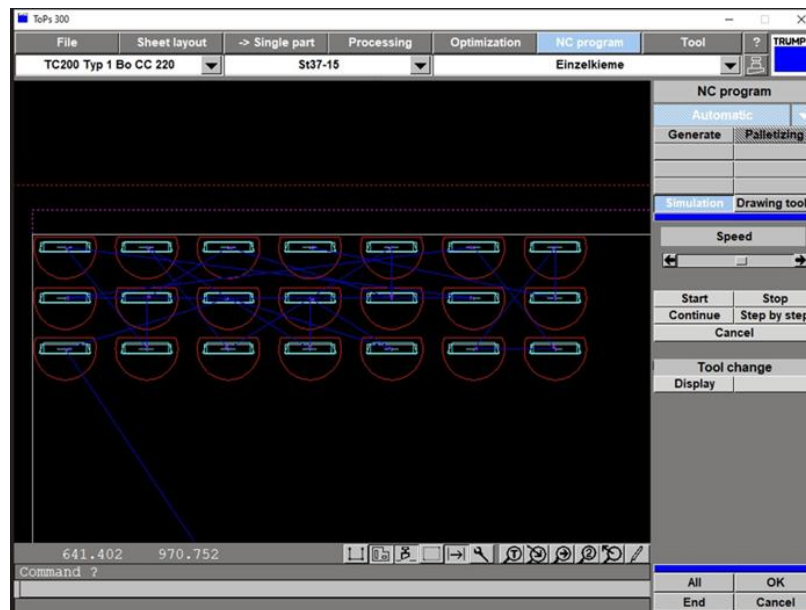 ToPs 300
File Sheet layout -> Single part Processing Optimization NC program Tool ? TRUMPF
TC200 Typ 1 Bo CC 220 St37-15 Einzelkieme
NC program
Automatic
Generate Palletizing
Simulation Drawing tool
Speed
Start Stop
Continue Step by step
Cancel
Tool change
Display
641.402 970.752
Command ?
All OK
End Cancel